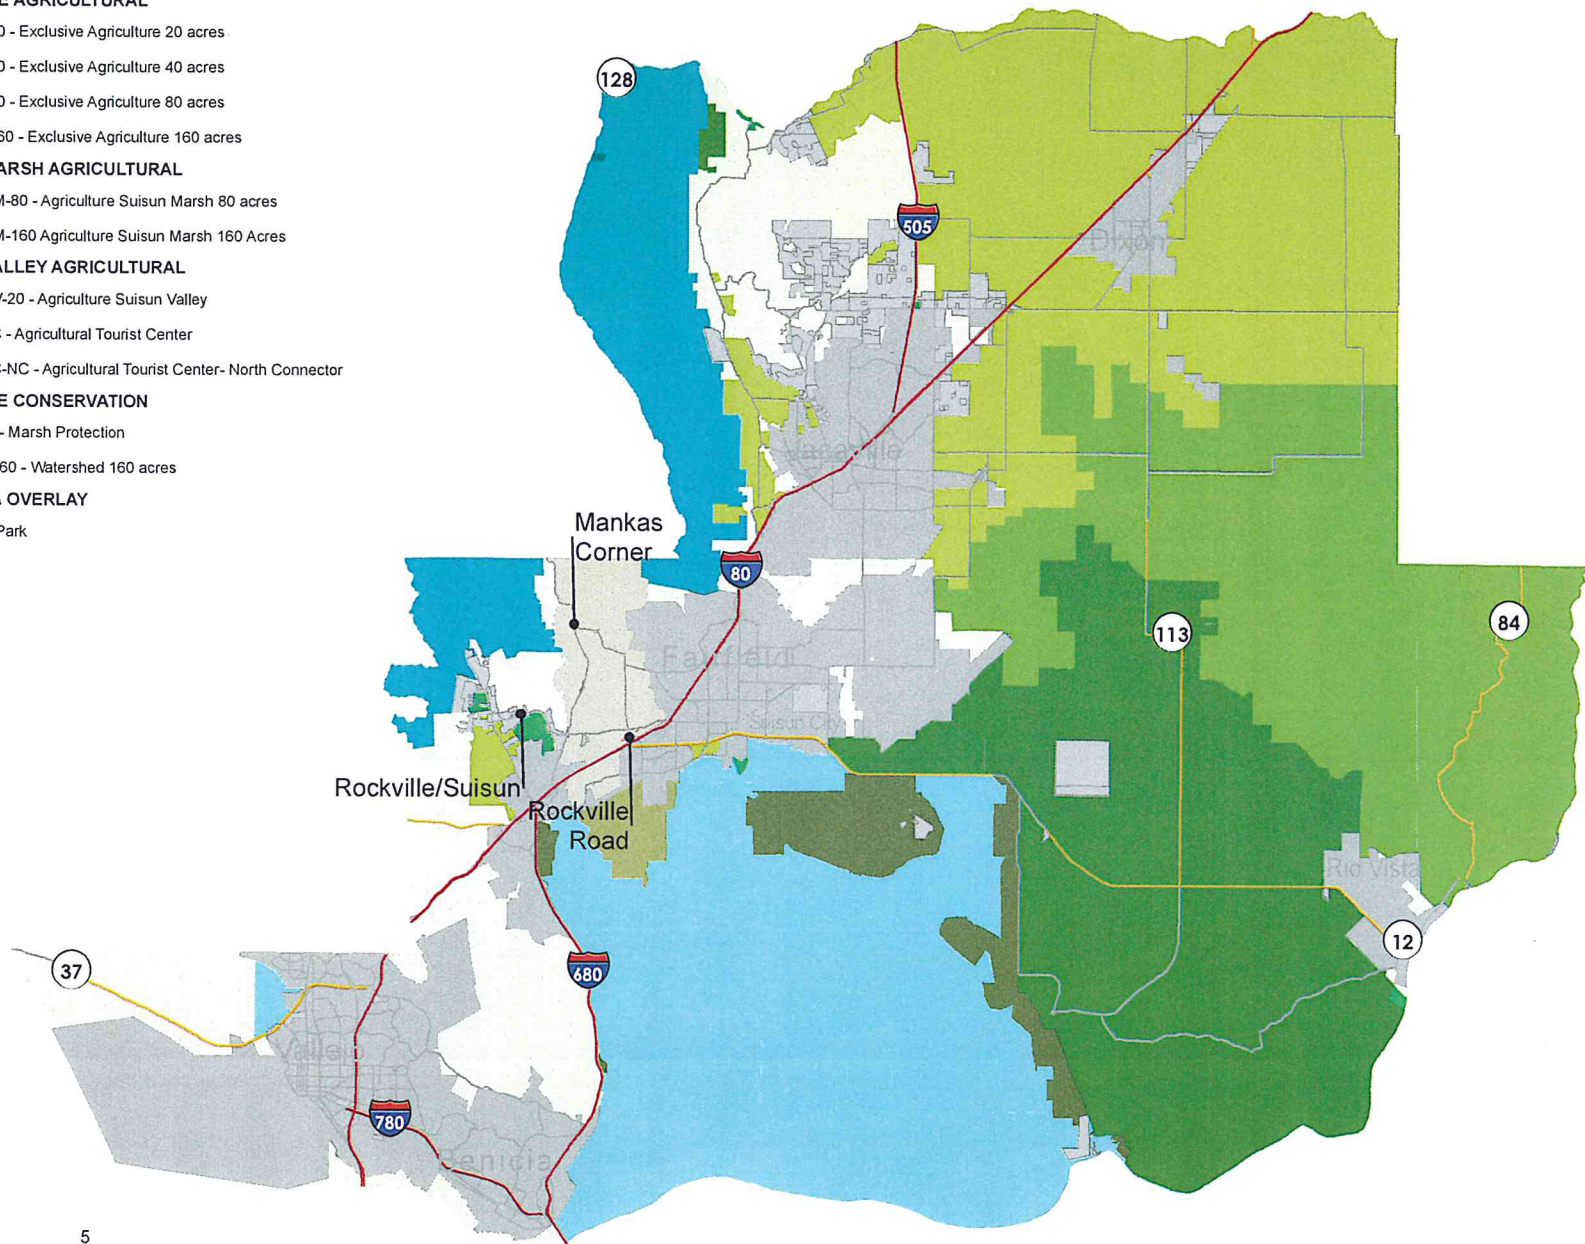 E AGRICULTURAL
0 - Exclusive Agriculture 20 acres
0 - Exclusive Agriculture 40 acres
0 - Exclusive Agriculture 80 acres
60 - Exclusive Agriculture 160 acres
ARSH AGRICULTURAL
M-80 - Agriculture Suisun Marsh 80 acres
M-160 Agriculture Suisun Marsh 160 Acres
ALLEY AGRICULTURAL
V-20 - Agriculture Suisun Valley
C - Agricultural Tourist Center
C-NC - Agricultural Tourist Center- North Connector
E CONSERVATION
- Marsh Protection
60 - Watershed 160 acres
OVERLAY
Park
128
505
Dixon
Vacaville
Mankas
Corner
80
113
84
Fairfield
Suisun City
Rockville/Suisun
Rockville
Road
Rio Vista
12
37
680
Vallejo
780
Benicia
5